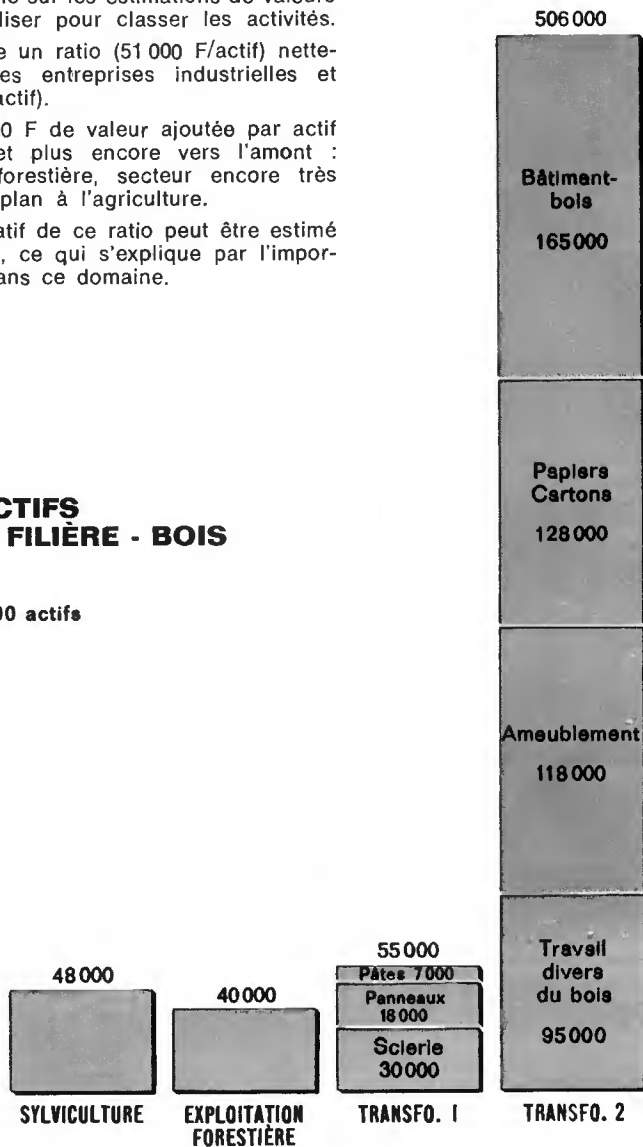 liser pour classer les activités.
e un ratio (51 000 F/actif) nette-
es entreprises industrielles et
actif).
0 F de valeur ajoutée par actif
et plus encore vers l'amont :
forestière, secteur encore très
plan à l'agriculture.
atif de ce ratio peut être estimé
, ce qui s'explique par l'impor-
ans ce domaine.
CTIFS
FILIÈRE - BOIS
00 actifs
506 000
Bâtiment-
bois
165 000
Papiers
Cartons
128 000
Ameublement
118 000
Travail
divers
du bois
95 000
TRANSFO. 2
55 000
Pâtes 7 000
Panneaux
18 000
Scierie
30 000
TRANSFO. I
40 000
EXPLOITATION
FORESTIÈRE
48 000
SYLVICULTURE